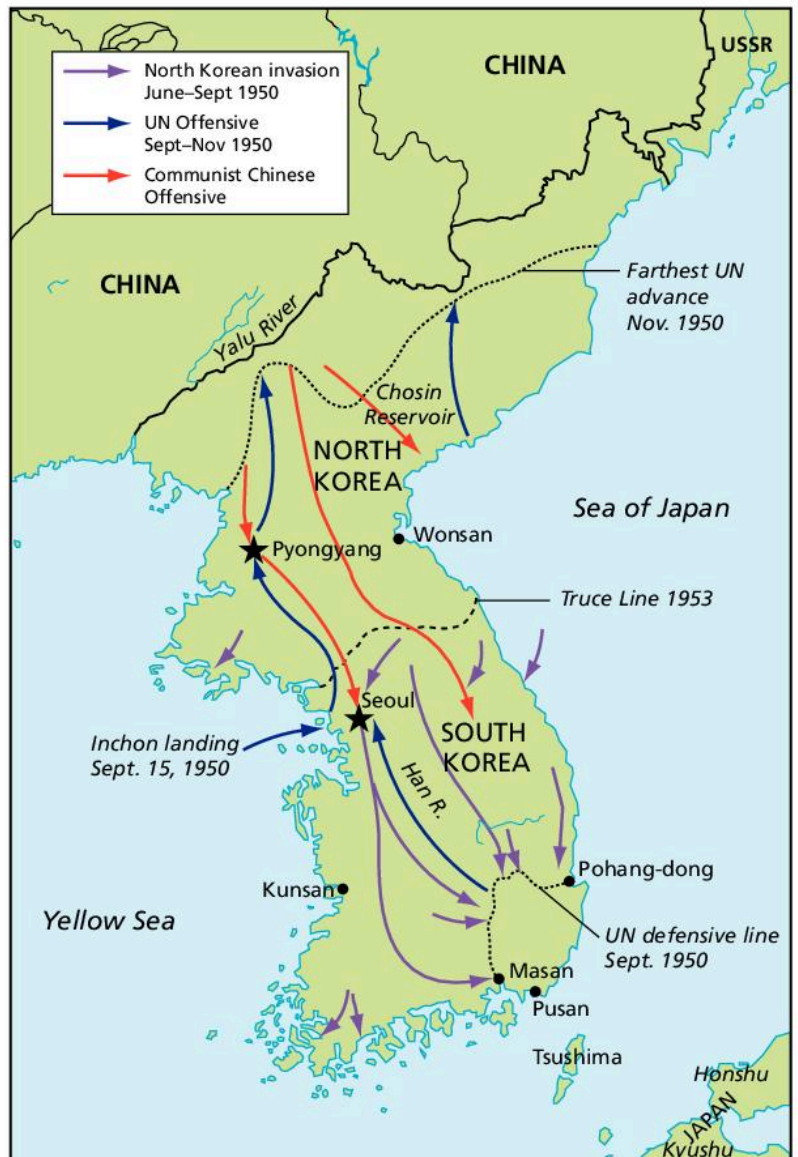 USSR
CHINA
North Korean invasion
June–Sept 1950
UN Offensive
Sept–Nov 1950
Communist Chinese
Offensive
CHINA
Farthest UN
advance
Nov. 1950
Yalu River
Chosin
Reservoir
NORTH
KOREA
Sea of Japan
Wonsan
Pyongyang
Truce Line 1953
Seoul
Inchon landing
Sept. 15, 1950
SOUTH
KOREA
Han R.
Pohang-dong
Kunsan
Yellow Sea
UN defensive line
Sept. 1950
Masan
Pusan
Tsushima
Honshu
JAPAN
Kyushu